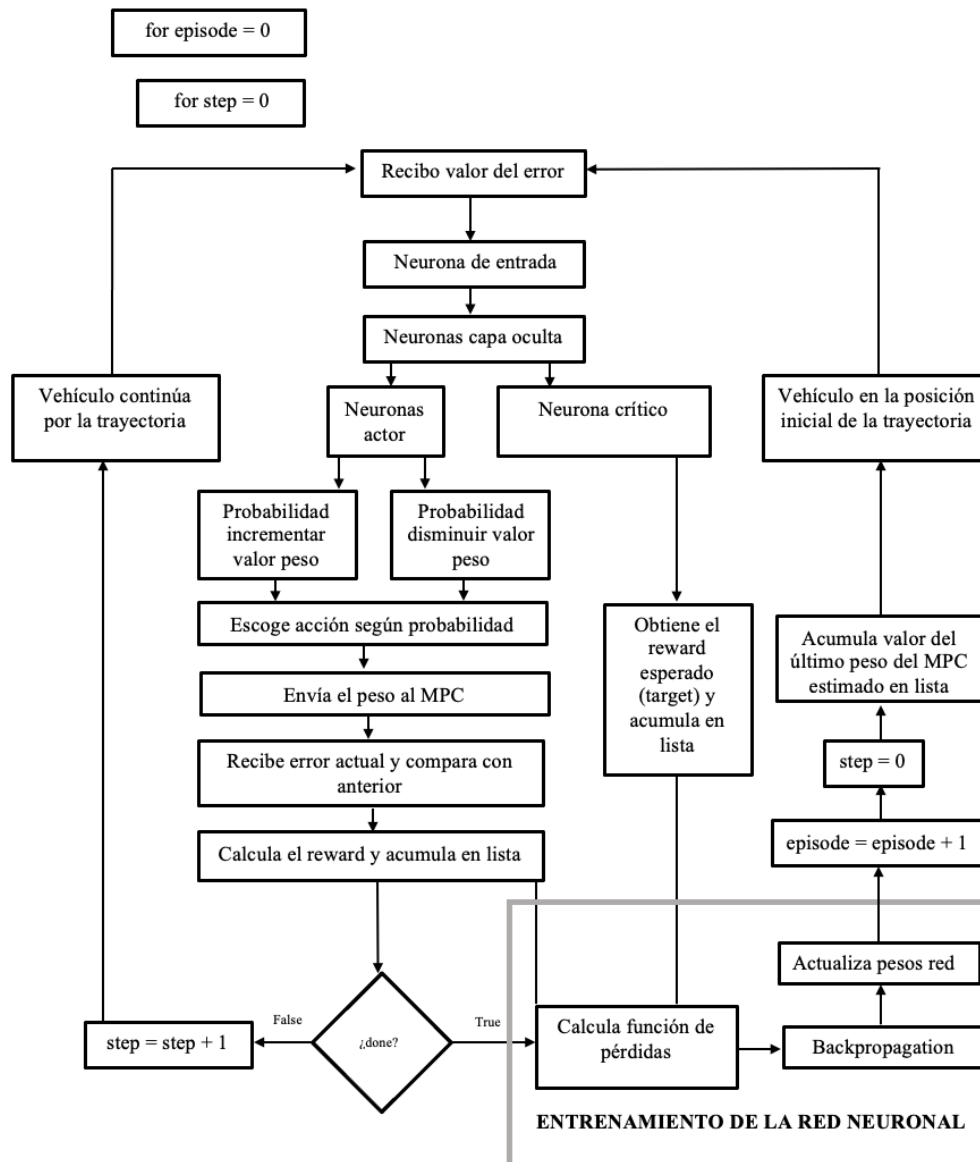 for episode = 0
for step = 0
Recibo valor del error
Neurona de entrada
Neuronas capa oculta
Vehículo continúa
por la trayectoria
Neuronas
actor
Neurona crítico
Vehículo en la posición
inicial de la trayectoria
Probabilidad
incrementar
valor peso
Probabilidad
disminuir valor
peso
Escoge acción según probabilidad
Obtiene el
reward
esperado
(target) y
acumula en
lista
Acumula valor del
último peso del MPC
estimado en lista
Envía el peso al MPC
Recibe error actual y compara con
anterior
step = 0
Calcula el reward y acumula en lista
episode = episode + 1
Actualiza pesos red
False
True
step = step + 1
¿done?
Calcula función de
pérdidas
Backpropagation
ENTRENAMIENTO DE LA RED NEURONAL